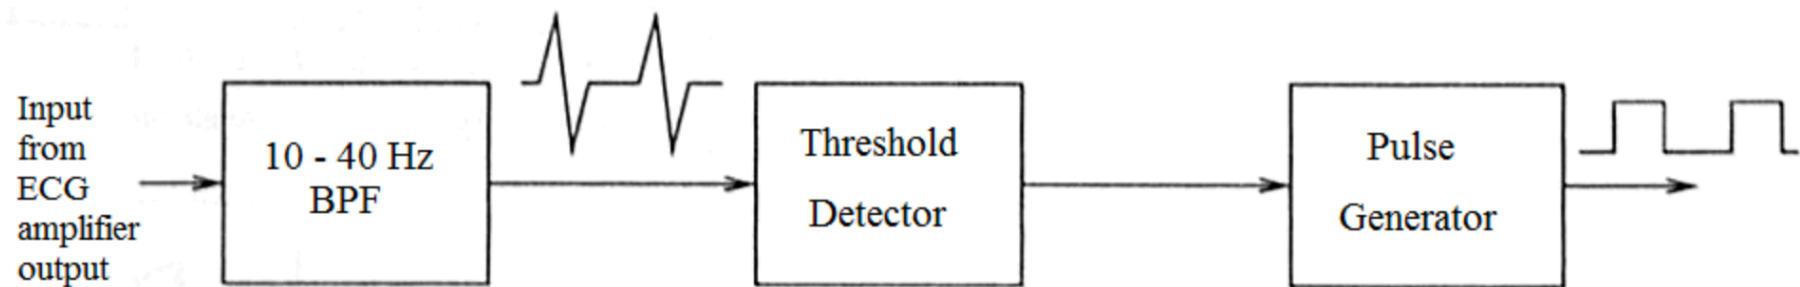 Input
from
ECG
amplifier
output
10 - 40 Hz
BPF
Threshold
Detector
Pulse
Generator